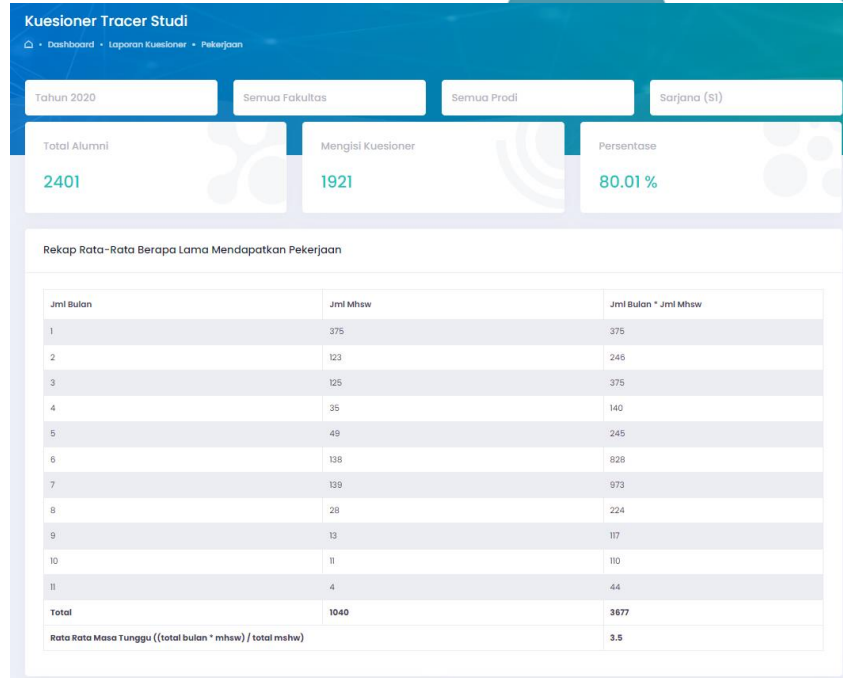 Kuesioner Tracer Studi
• Dashboard • Laporan Kuesioner • Pekerjaan
Tahun 2020 Semua Fakultas Semua Prodi Sarjana (S1)
Total Alumni Mengisi Kuesioner Persentase
2401 1921 80.01 %
Rekap Rata-Rata Berapa Lama Mendapatkan Pekerjaan
Jml Bulan Jml Mhsw Jml Bulan * Jml Mhsw
1 375 375
2 123 246
3 125 375
4 35 140
5 49 245
6 138 828
7 139 973
8 28 224
9 13 117
10 11 110
11 4 44
Total 1040 3677
Rata Rata Masa Tunggu ((total bulan * mhsw) / total mshw) 3.5